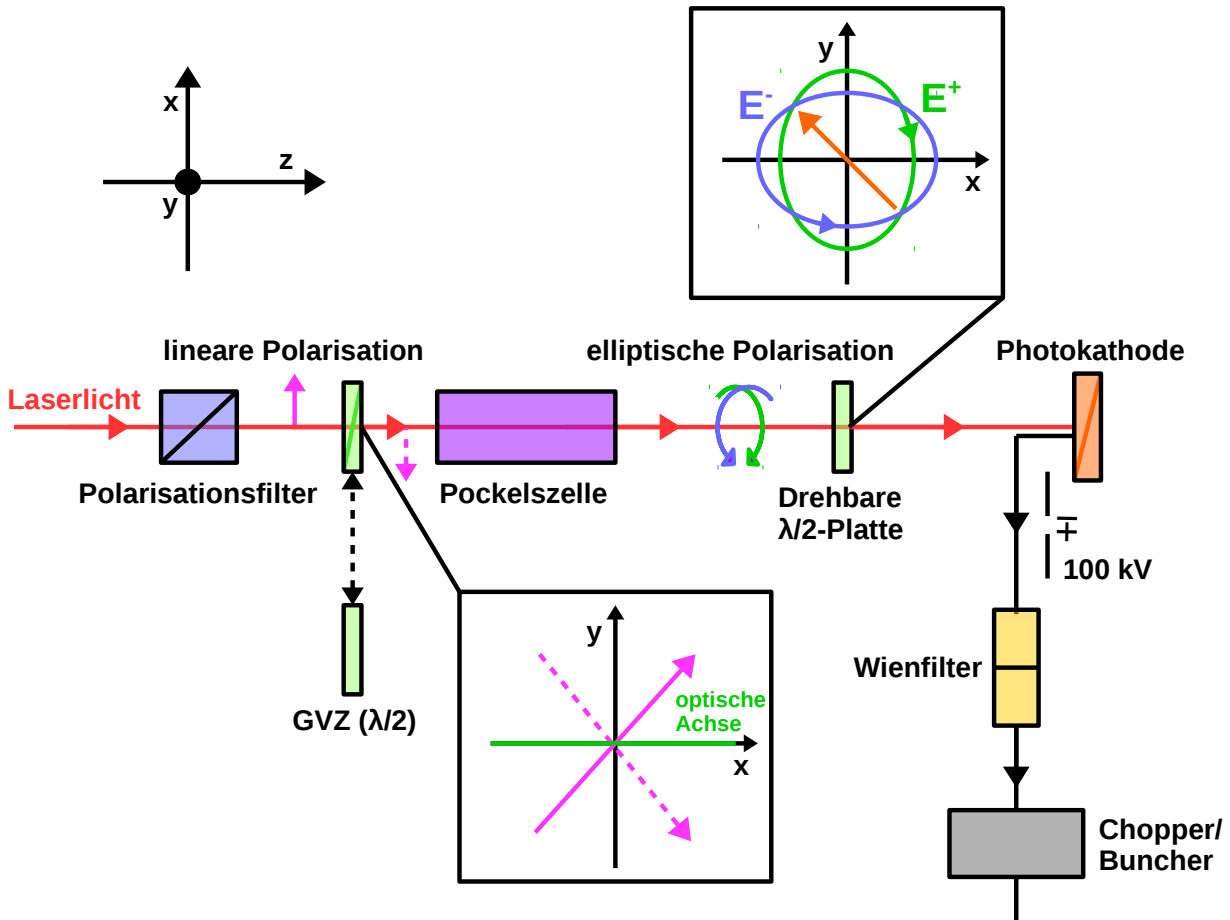 y
E⁻
E⁺
x
x
z
y
lineare Polarisation
elliptische Polarisation
Photokathode
Laserlicht
Polarisationsfilter
Pockelszelle
Drehbare
λ/2-Platte
∓
100 kV
GVZ (λ/2)
y
optische
Achse
x
Wienfilter
Chopper/
Buncher